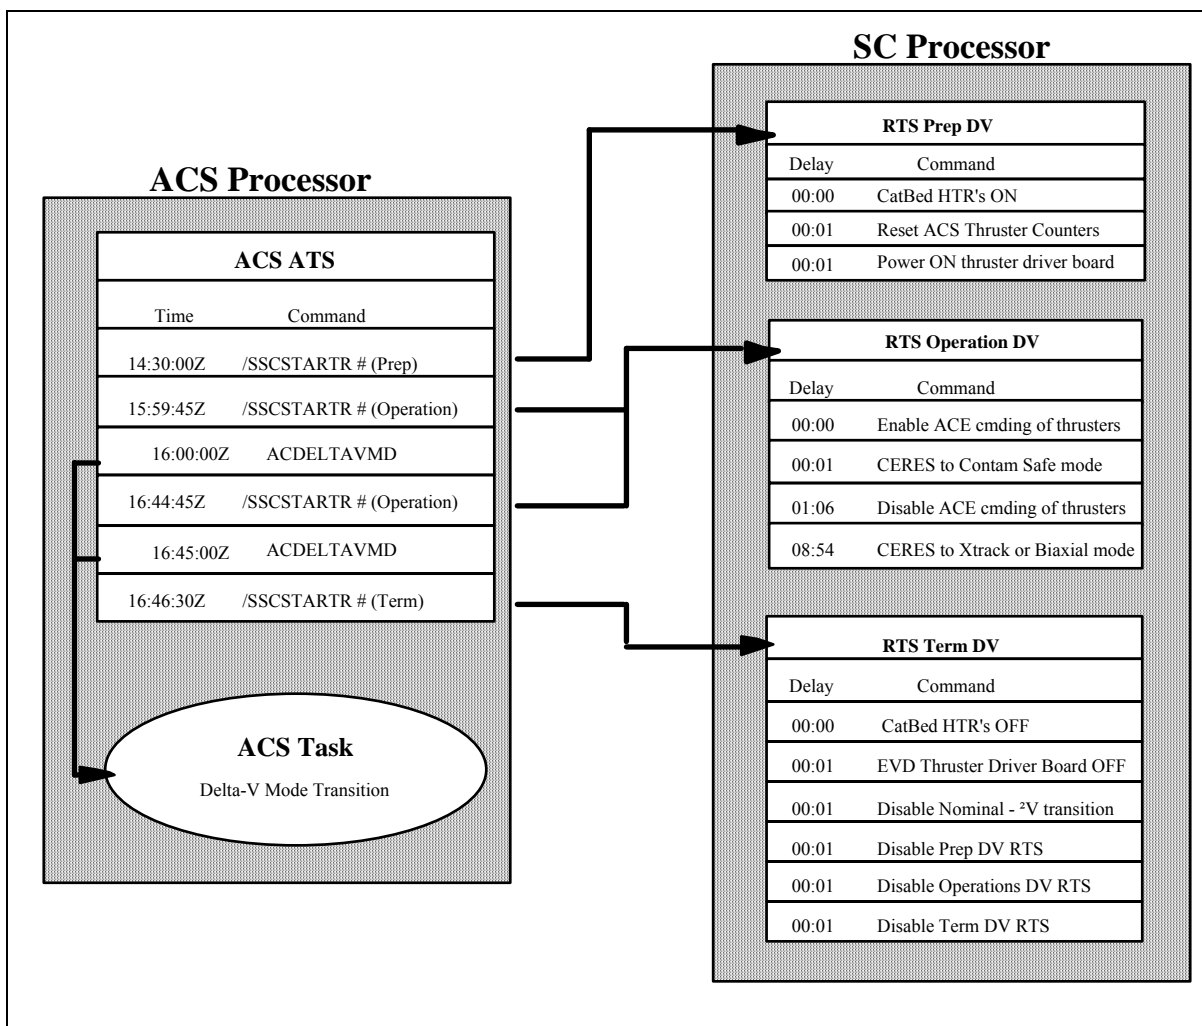 SC Processor
RTS Prep DV
Delay Command
00:00 CatBed HTR's ON
00:01 Reset ACS Thruster Counters
00:01 Power ON thruster driver board
ACS Processor
ACS ATS
Time Command
14:30:00Z /SSCSTARTR # (Prep)
15:59:45Z /SSCSTARTR # (Operation)
16:00:00Z ACDELTAVMD
16:44:45Z /SSCSTARTR # (Operation)
16:45:00Z ACDELTAVMD
16:46:30Z /SSCSTARTR # (Term)
ACS Task
Delta-V Mode Transition
RTS Operation DV
Delay Command
00:00 Enable ACE cmding of thrusters
00:01 CERES to Contam Safe mode
01:06 Disable ACE cmding of thrusters
08:54 CERES to Xtrack or Biaxial mode
RTS Term DV
Delay Command
00:00 CatBed HTR's OFF
00:01 EVD Thruster Driver Board OFF
00:01 Disable Nominal - ²V transition
00:01 Disable Prep DV RTS
00:01 Disable Operations DV RTS
00:01 Disable Term DV RTS